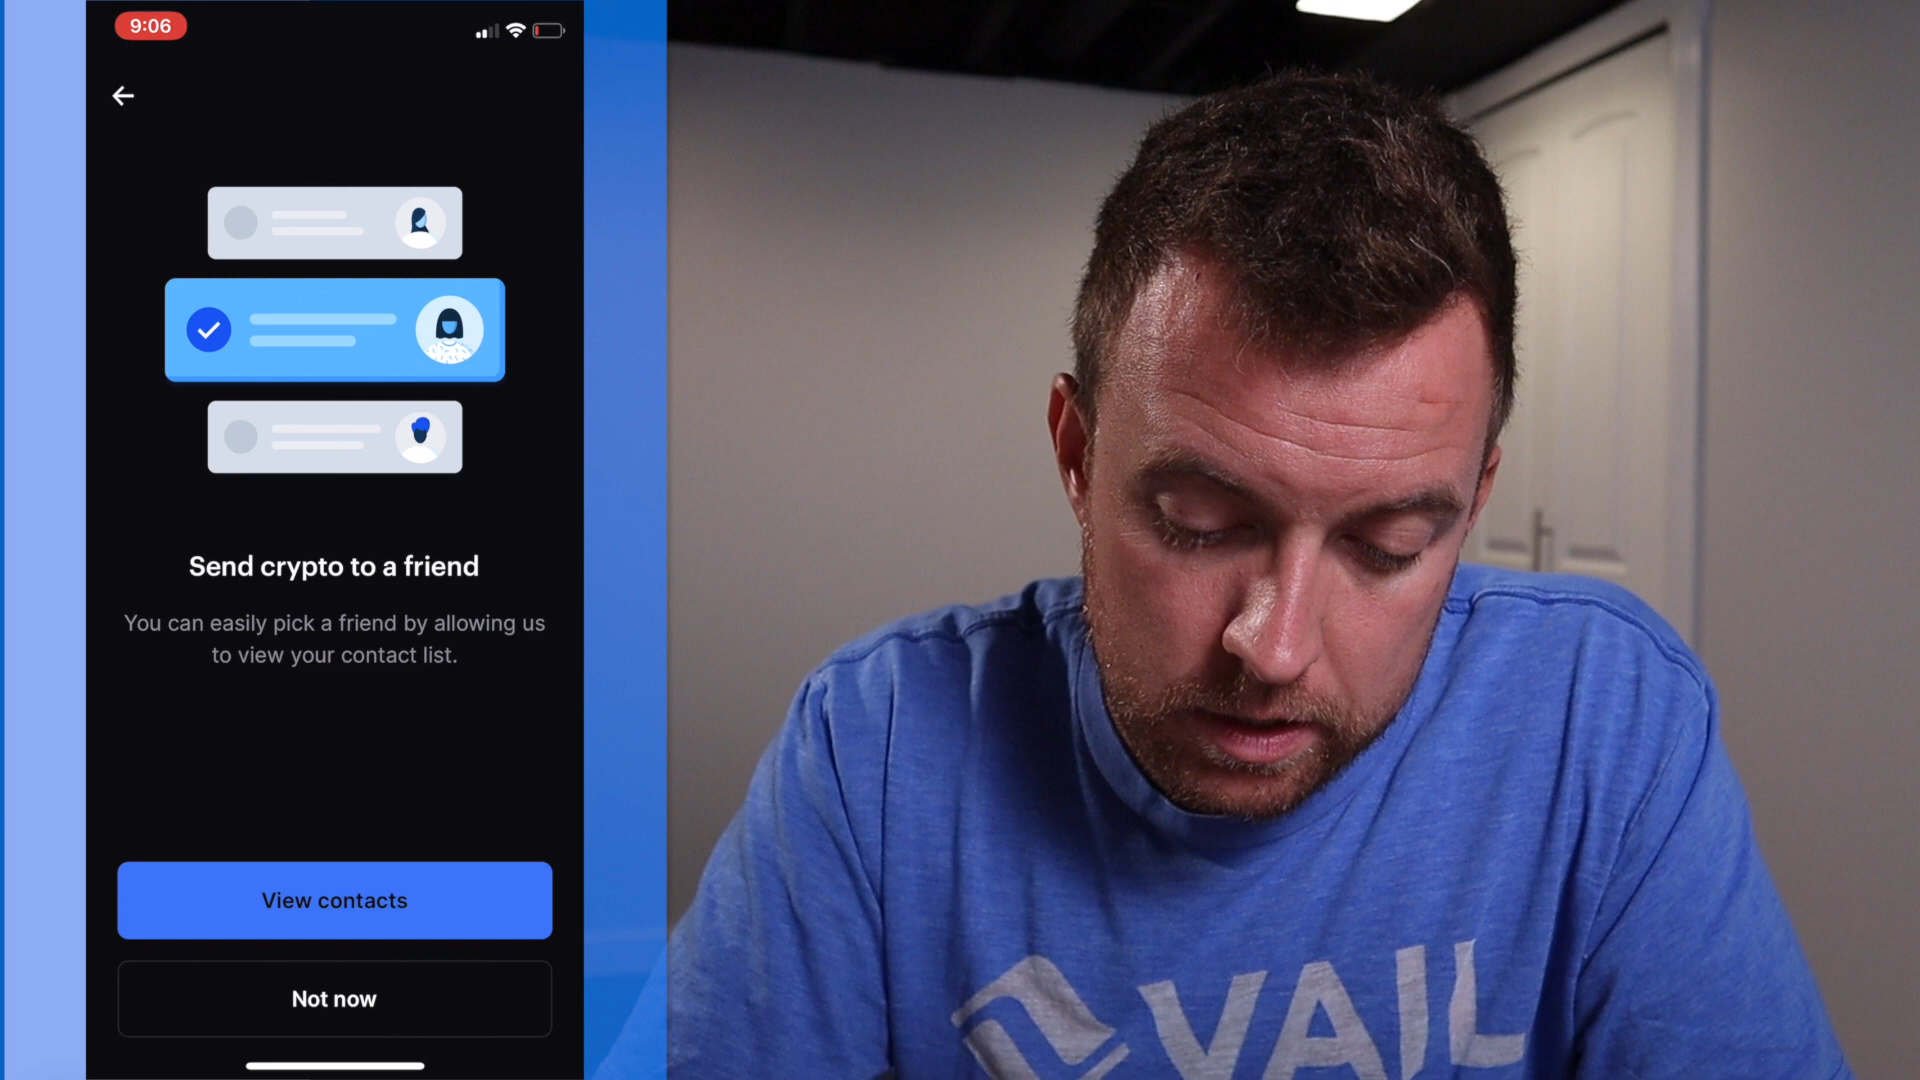 9:06
Send crypto to a friend
You can easily pick a friend by allowing us
to view your contact list.
View contacts
Not now
VAIL